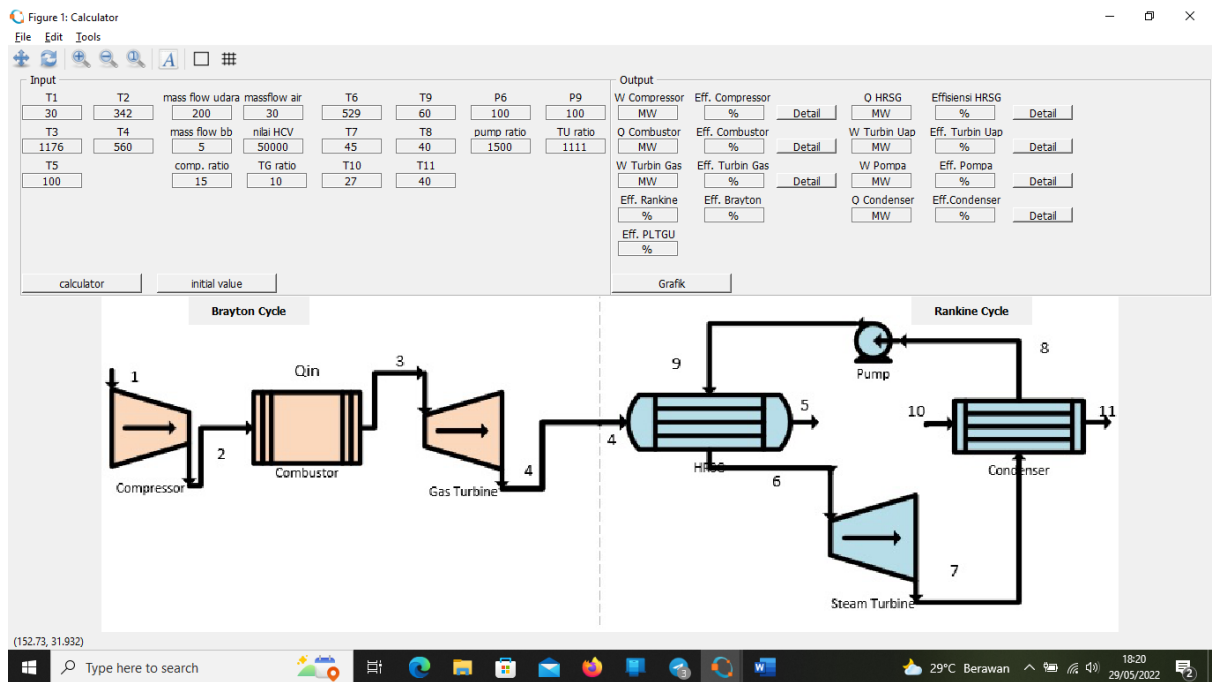 Figure 1: Calculator
File Edit Tools
A
Input
T1 T2 mass flow udara massflow air T6 T9 P6 P9
30 342 200 30 529 60 100 100
T3 T4 mass flow bb nilai HCV T7 T8 pump ratio TU ratio
1176 560 5 50000 45 40 1500 1111
T5 comp. ratio TG ratio T10 T11
100 15 10 27 40
calculator initial value
Output
W Compressor Eff. Compressor Q HRSG Effisiensi HRSG
MW % Detail MW % Detail
Q Combustor Eff. Combustor W Turbin Uap Eff. Turbin Uap
MW % Detail MW % Detail
W Turbin Gas Eff. Turbin Gas W Pompa Eff. Pompa
MW % Detail MW % Detail
Eff. Rankine Eff. Brayton Q Condenser Eff.Condenser
% % MW % Detail
Eff. PLTGU
%
Grafik
Brayton Cycle
1
Qin
3
2
Combustor
Compressor
4
Gas Turbine
Rankine Cycle
8
Pump
9
5
10
11
4
HRSG
Condenser
6
7
Steam Turbine
(152.73, 31.932)
Type here to search
3
W
29°C Berawan
18:20
29/05/2022
2